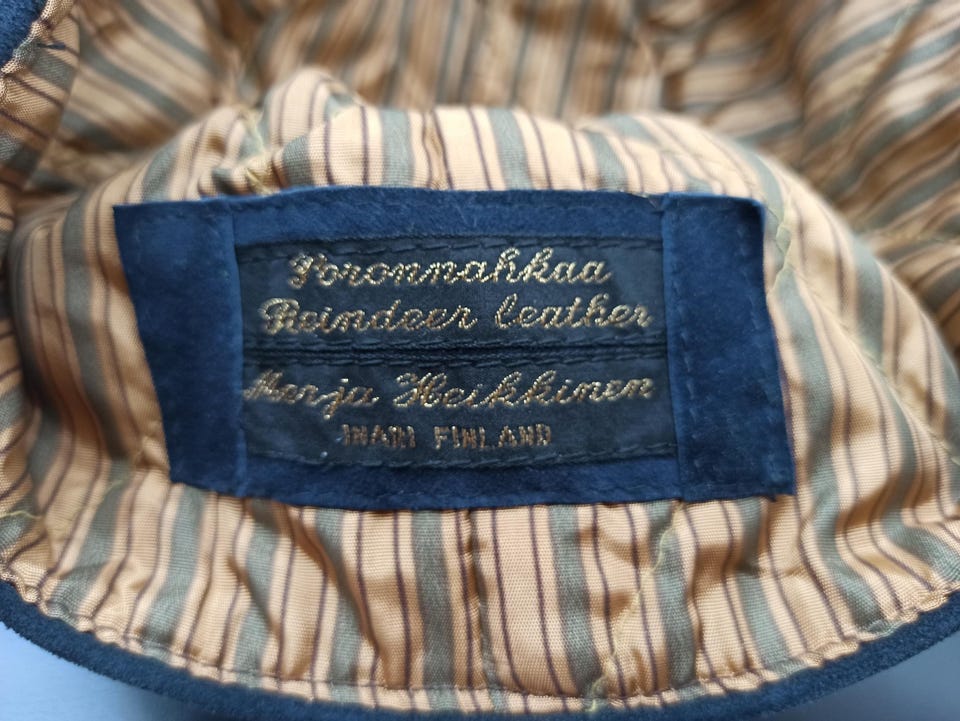 Poronnahkaa
Reindeer leather
Merja Heikkinen
INARI FINLAND